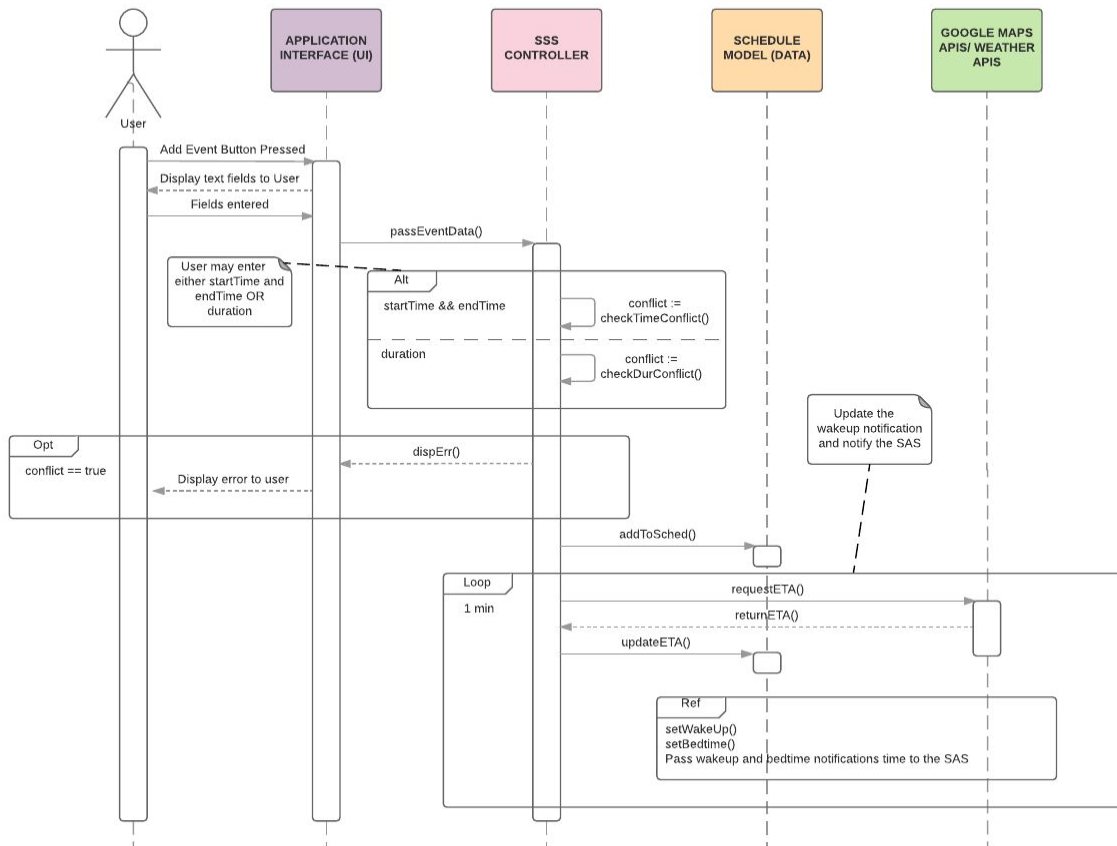 APPLICATION
INTERFACE (UI)
SSS
CONTROLLER
SCHEDULE
MODEL (DATA)
GOOGLE MAPS
APIS/ WEATHER
APIS
User
Add Event Button Pressed
Display text fields to User
Fields entered
passEventData()
User may enter
either startTime and
endTime OR
duration
Alt
startTime && endTime
conflict :=
checkTimeConflict()
duration
conflict :=
checkDurConflict()
Update the
wakeup notification
and notify the SAS
Opt
conflict == true
dispErr()
Display error to user
addToSched()
Loop
1 min
requestETA()
returnETA()
updateETA()
Ref
setWakeUp()
setBedtime()
Pass wakeup and bedtime notifications time to the SAS